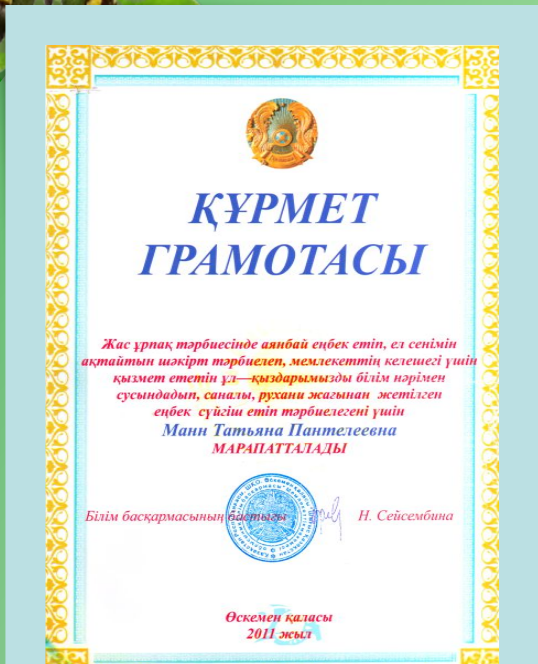 ҚҰРМЕТ
ГРАМОТАСЫ
Жас ұрпақ тәрбиесінде аянбай еңбек етіп, ел сенімін
ақтайтын шәкірт тәрбиелеп, мемлекеттің келешегі үшін
қызмет ететін ұл—қыздарымызды білім нәрімен
сусындадып, саналы, рухани жағынан жетілген
еңбек сүйгіш етіп тәрбиелегені үшін
Манн Татьяна Пантелеевна
МАРАПАТТАЛАДЫ
Білім басқармасының бастығы Н. Сейсембина
Өскемен қаласы
2011 жыл